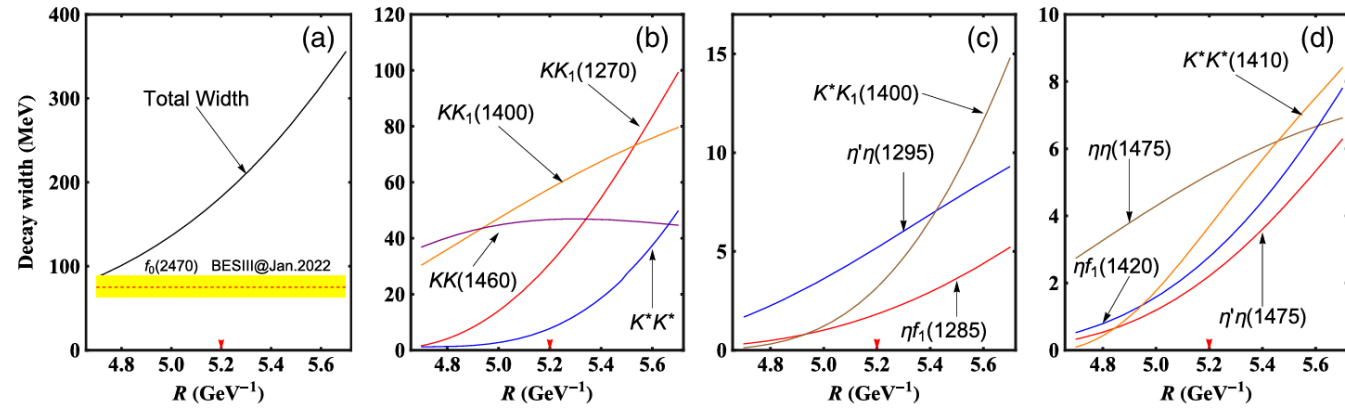 Decay width (MeV)
400
300
200
100
0
(a)
Total Width
f₀(2470) BESIII@Jan.2022
4.8 5.0 5.2 5.4 5.6
R (GeV⁻¹)
120
100
80
60
40
20
0
(b)
KK₁(1270)
KK₁(1400)
KK(1460)
K*K*
4.8 5.0 5.2 5.4 5.6
R (GeV⁻¹)
15
10
5
0
(c)
K*K₁(1400)
η′η(1295)
ηf₁(1285)
4.8 5.0 5.2 5.4 5.6
R (GeV⁻¹)
10
8
6
4
2
0
(d)
K*K*(1410)
ηη(1475)
ηf₁(1420)
η′η(1475)
4.8 5.0 5.2 5.4 5.6
R (GeV⁻¹)